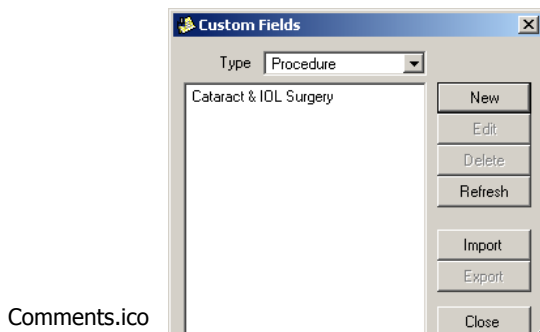 Custom Fields
Type Procedure
Cataract & IOL Surgery
New
Edit
Delete
Refresh
Import
Export
Close
Comments.ico